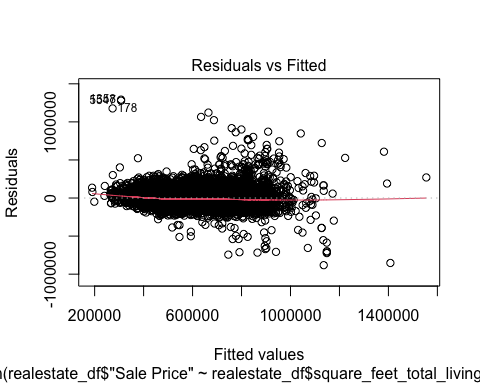 Residuals vs Fitted
178
1000000
0
-1000000
Residuals
200000 600000 1000000 1400000
Fitted values
(realestate_df$"Sale Price" ~ realestate_df$square_feet_total_living